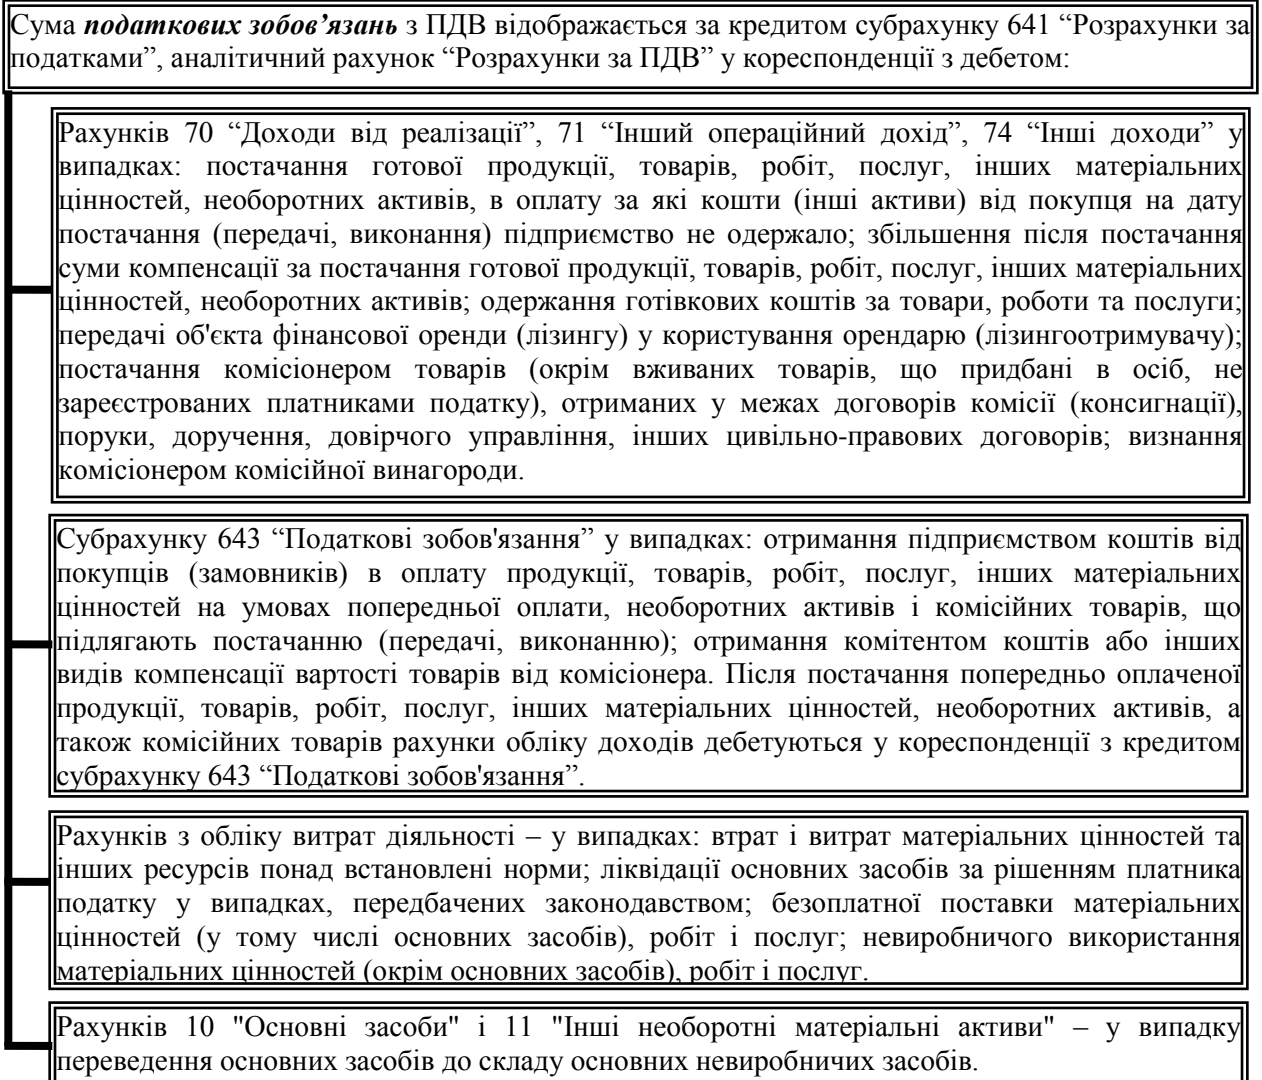 Сума податкових зобов’язань з ПДВ відображається за кредитом субрахунку 641 “Розрахунки за
податками”, аналітичний рахунок “Розрахунки за ПДВ” у кореспонденції з дебетом:
Рахунків 70 “Доходи від реалізації”, 71 “Інший операційний дохід”, 74 “Інші доходи” у
випадках: постачання готової продукції, товарів, робіт, послуг, інших матеріальних
цінностей, необоротних активів, в оплату за які кошти (інші активи) від покупця на дату
постачання (передачі, виконання) підприємство не одержало; збільшення після постачання
суми компенсації за постачання готової продукції, товарів, робіт, послуг, інших матеріальних
цінностей, необоротних активів; одержання готівкових коштів за товари, роботи та послуги;
передачі об'єкта фінансової оренди (лізингу) у користування орендарю (лізингоотримувачу);
постачання комісіонером товарів (окрім вживаних товарів, що придбані в осіб, не
зареєстрованих платниками податку), отриманих у межах договорів комісії (консигнації),
поруки, доручення, довірчого управління, інших цивільно-правових договорів; визнання
комісіонером комісійної винагороди.
Субрахунку 643 “Податкові зобов'язання” у випадках: отримання підприємством коштів від
покупців (замовників) в оплату продукції, товарів, робіт, послуг, інших матеріальних
цінностей на умовах попередньої оплати, необоротних активів і комісійних товарів, що
підлягають постачанню (передачі, виконанню); отримання комітентом коштів або інших
видів компенсації вартості товарів від комісіонера. Після постачання попередньо оплаченої
продукції, товарів, робіт, послуг, інших матеріальних цінностей, необоротних активів, а
також комісійних товарів рахунки обліку доходів дебетуються у кореспонденції з кредитом
субрахунку 643 “Податкові зобов'язання”.
Рахунків з обліку витрат діяльності – у випадках: втрат і витрат матеріальних цінностей та
інших ресурсів понад встановлені норми; ліквідації основних засобів за рішенням платника
податку у випадках, передбачених законодавством; безоплатної поставки матеріальних
цінностей (у тому числі основних засобів), робіт і послуг; невиробничого використання
матеріальних цінностей (окрім основних засобів), робіт і послуг.
Рахунків 10 "Основні засоби" і 11 "Інші необоротні матеріальні активи" – у випадку
переведення основних засобів до складу основних невиробничих засобів.